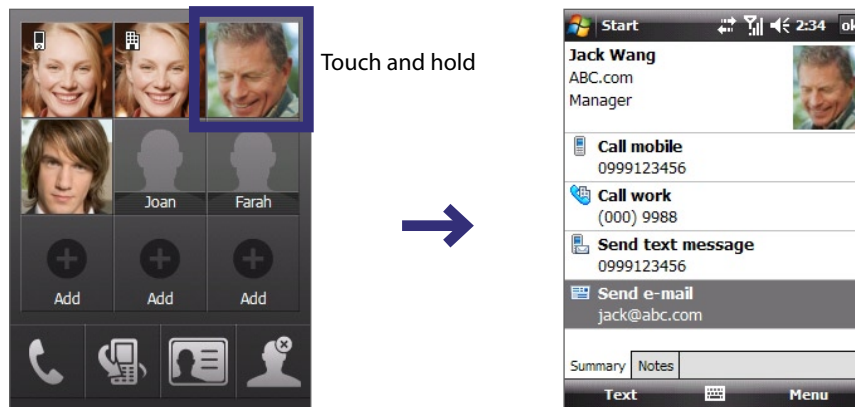 Touch and hold
Joan
Farah
Add
Add
Add
Start
2:34
ok
Jack Wang
ABC.com
Manager
Call mobile
0999123456
Call work
(000) 9988
Send text message
0999123456
Send e-mail
jack@abc.com
Summary
Notes
Text
Menu